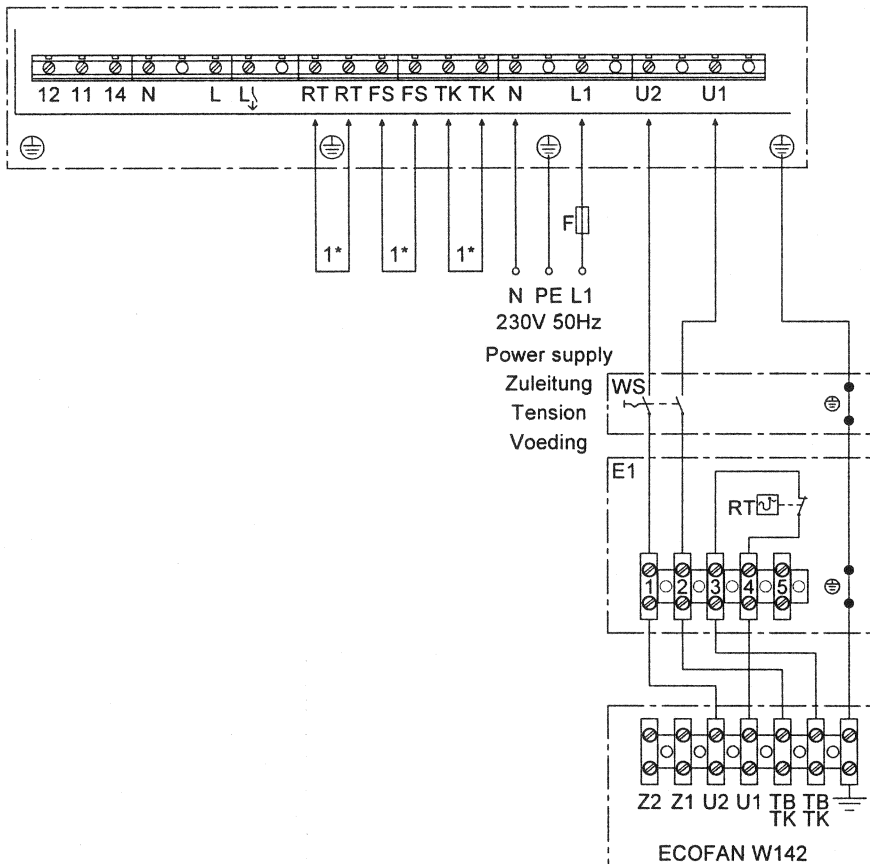 12 11 14 N L L RT RT FS FS TK TK N L1 U2 U1
F
1* 1* 1*
N PE L1
230V 50Hz
Power supply
Zuleitung
Tension
Voeding
WS
E1
RT
1 2 3 4 5
Z2 Z1 U2 U1 TB TB
TK TK
ECOFAN W142